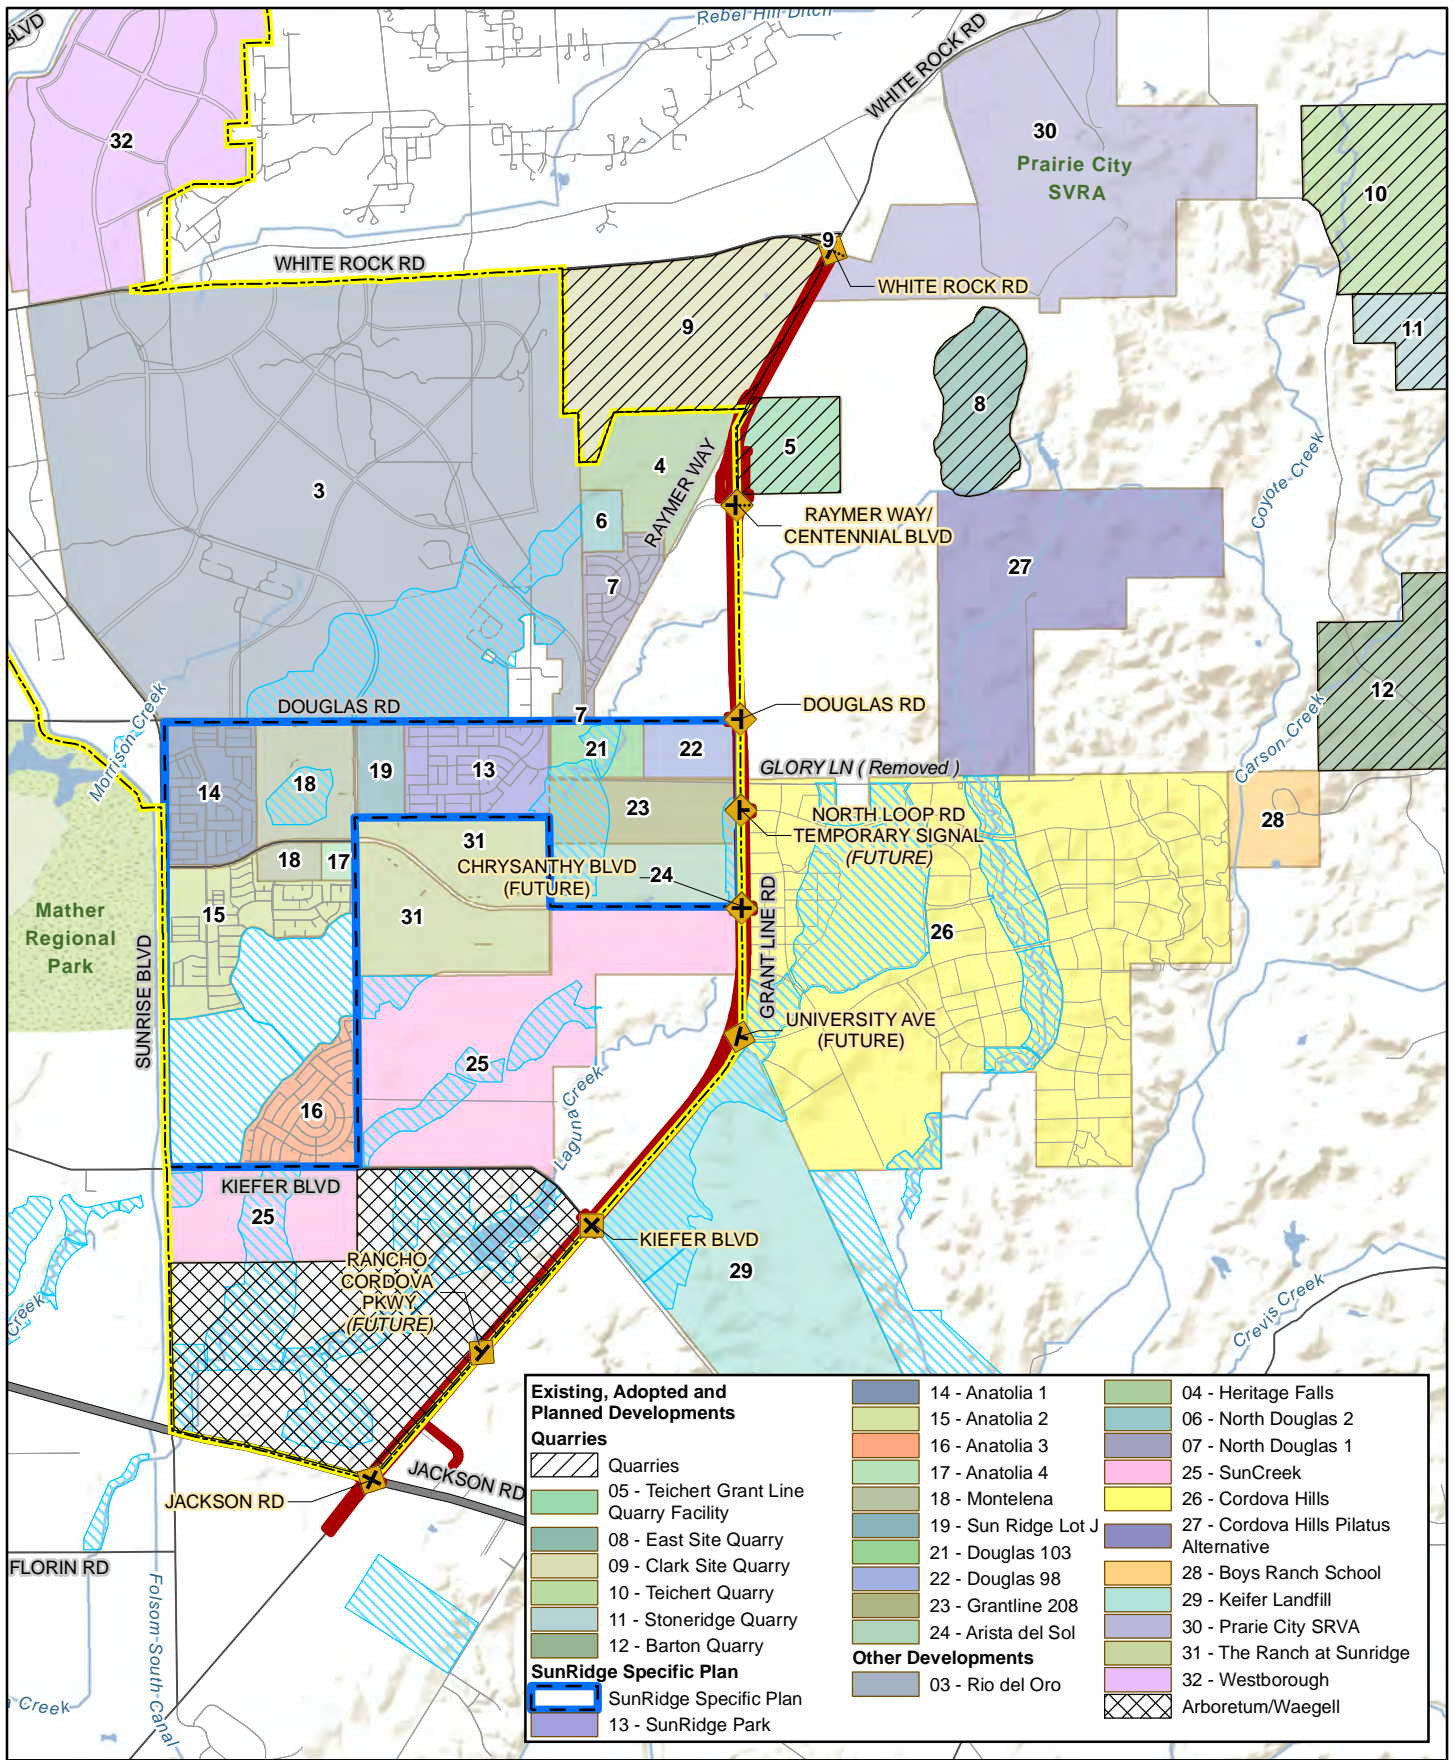 BLVD
Rebel Hill Ditch
WHITE ROCK RD
32
30
Prairie City
SVRA
10
9
WHITE ROCK RD
WHITE ROCK RD
9
11
8
3
4
5
RAYMER WAY
6
RAYMER WAY/
CENTENNIAL BLVD
Coyote Creek
7
27
12
Morrison Creek
DOUGLAS RD
7
DOUGLAS RD
Carson Creek
14
18
19
13
21
22
GLORY LN ( Removed )
23
NORTH LOOP RD
TEMPORARY SIGNAL
(FUTURE)
28
31
18
17
CHRYSANTHY BLVD
(FUTURE)
24
Mather
Regional
Park
15
31
26
SUNRISE BLVD
GRANT LINE RD
UNIVERSITY AVE
(FUTURE)
25
16
Laguna Creek
KIEFER BLVD
25
KIEFER BLVD
29
RANCHO
CORDOVA
PKWY
(FUTURE)
Creek
Crevis Creek
JACKSON RD
JACKSON RD
FLORIN RD
Folsom-South-Canal
a Creek
Existing, Adopted and
Planned Developments
Quarries
Quarries
05 - Teichert Grant Line
Quarry Facility
08 - East Site Quarry
09 - Clark Site Quarry
10 - Teichert Quarry
11 - Stoneridge Quarry
12 - Barton Quarry
SunRidge Specific Plan
SunRidge Specific Plan
13 - SunRidge Park
14 - Anatolia 1
15 - Anatolia 2
16 - Anatolia 3
17 - Anatolia 4
18 - Montelena
19 - Sun Ridge Lot J
21 - Douglas 103
22 - Douglas 98
23 - Grantline 208
24 - Arista del Sol
Other Developments
03 - Rio del Oro
04 - Heritage Falls
06 - North Douglas 2
07 - North Douglas 1
25 - SunCreek
26 - Cordova Hills
27 - Cordova Hills Pilatus
Alternative
28 - Boys Ranch School
29 - Keifer Landfill
30 - Prarie City SRVA
31 - The Ranch at Sunridge
32 - Westborough
Arboretum/Waegell